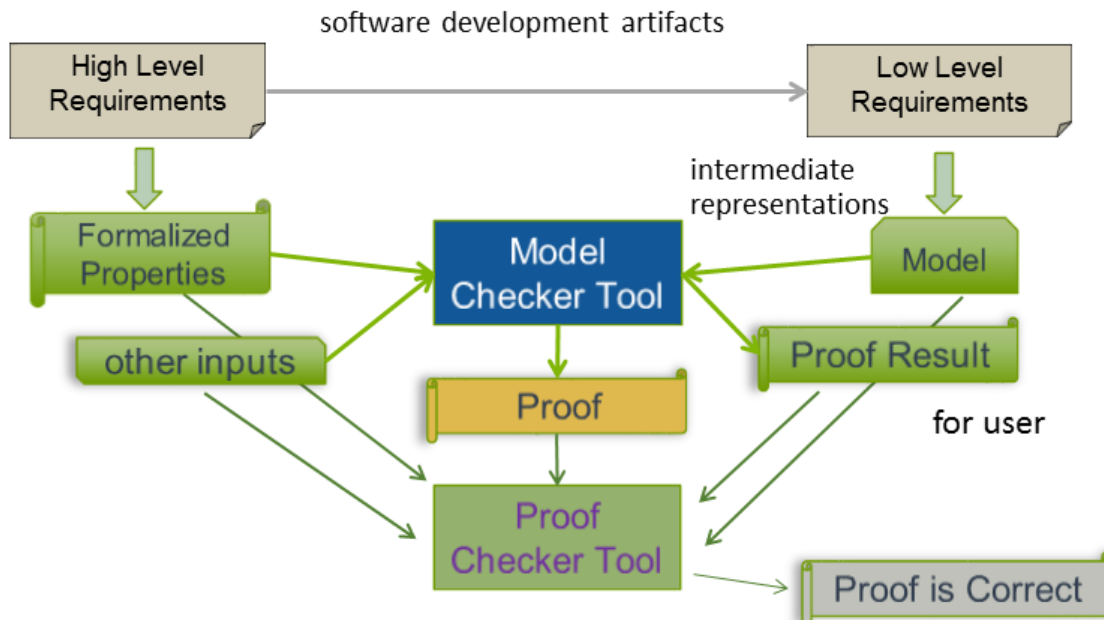 software development artifacts
High Level
Requirements
Low Level
Requirements
intermediate
representations
Formalized
Properties
Model
Checker Tool
Model
other inputs
Proof Result
Proof
for user
Proof
Checker Tool
Proof is Correct